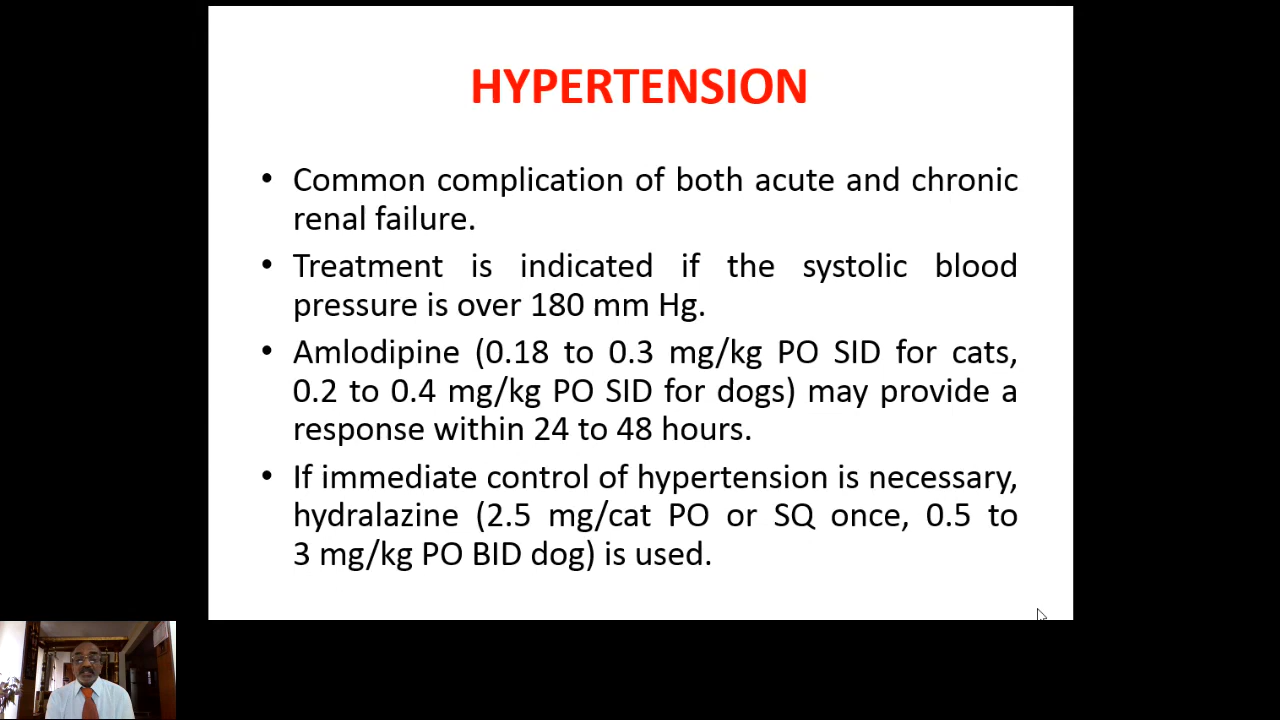 HYPERTENSION
• Common complication of both acute and chronic
renal failure.
• Treatment is indicated if the systolic blood
pressure is over 180 mm Hg.
• Amlodipine (0.18 to 0.3 mg/kg PO SID for cats,
0.2 to 0.4 mg/kg PO SID for dogs) may provide a
response within 24 to 48 hours.
• If immediate control of hypertension is necessary,
hydralazine (2.5 mg/cat PO or SQ once, 0.5 to
3 mg/kg PO BID dog) is used.